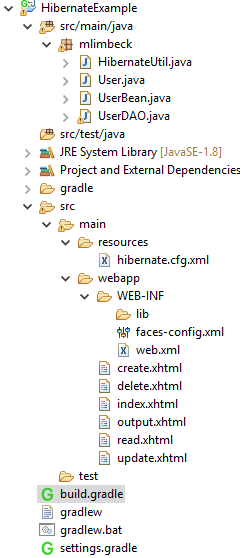 HibernateExample
src/main/java
mlimbeck
HibernateUtil.java
User.java
UserBean.java
UserDAO.java
src/test/java
JRE System Library [JavaSE-1.8]
Project and External Dependencies
gradle
src
main
resources
hibernate.cfg.xml
webapp
WEB-INF
lib
faces-config.xml
web.xml
create.xhtml
delete.xhtml
index.xhtml
output.xhtml
read.xhtml
update.xhtml
test
build.gradle
gradlew
gradlew.bat
settings.gradle